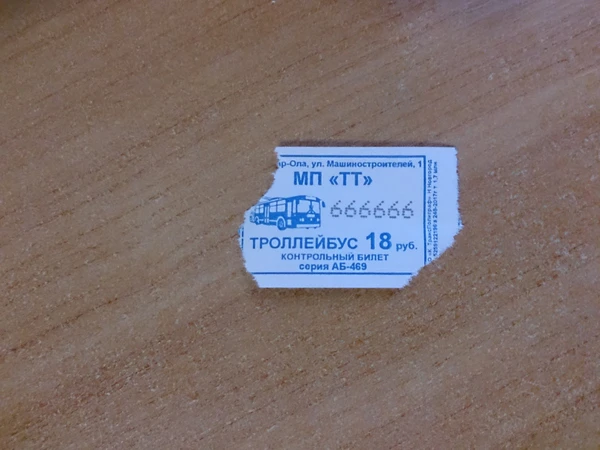 р-Ола, ул. Машиностроителей, 1
МП «ТТ»
666666
ТРОЛЛЕЙБУС 18 руб.
КОНТРОЛЬНЫЙ БИЛЕТ
серия АБ-469